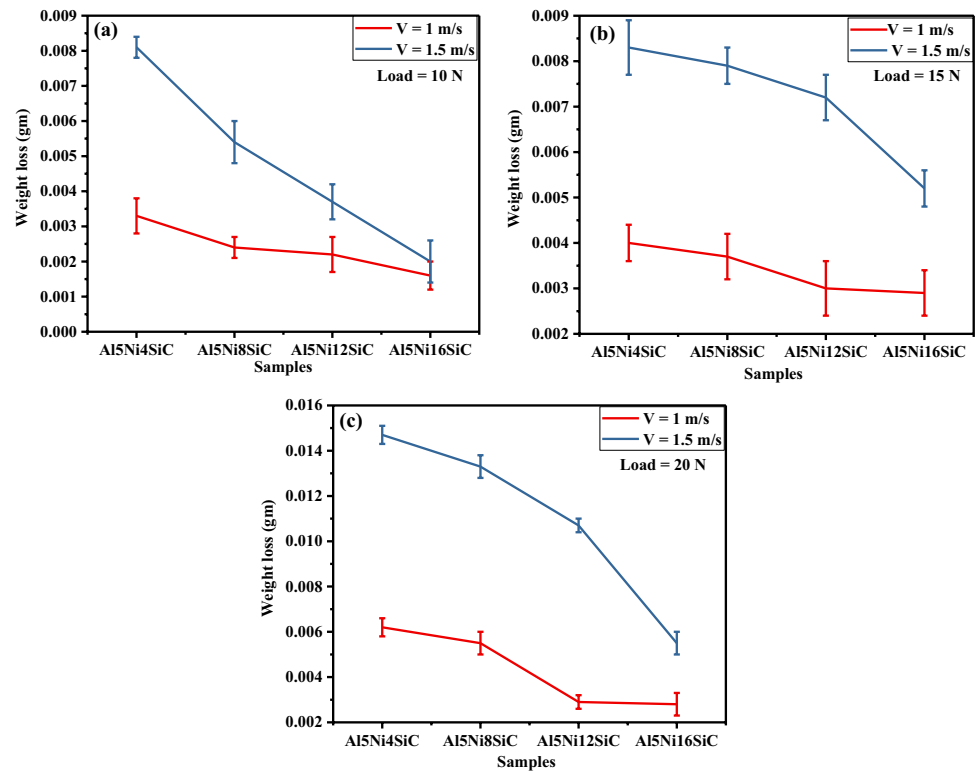 (a)
V = 1 m/s
V = 1.5 m/s
Load = 10 N
0.009
0.008
0.007
0.006
0.005
0.004
0.003
0.002
0.001
0.000
Weight loss (gm)
Al5Ni4SiC Al5Ni8SiC Al5Ni12SiC Al5Ni16SiC
Samples
(b)
V = 1 m/s
V = 1.5 m/s
Load = 15 N
0.009
0.008
0.007
0.006
0.005
0.004
0.003
0.002
Weight loss (gm)
Al5Ni4SiC Al5Ni8SiC Al5Ni12SiC Al5Ni16SiC
Samples
(c)
V = 1 m/s
V = 1.5 m/s
Load = 20 N
0.016
0.014
0.012
0.010
0.008
0.006
0.004
0.002
Weight loss (gm)
Al5Ni4SiC Al5Ni8SiC Al5Ni12SiC Al5Ni16SiC
Samples